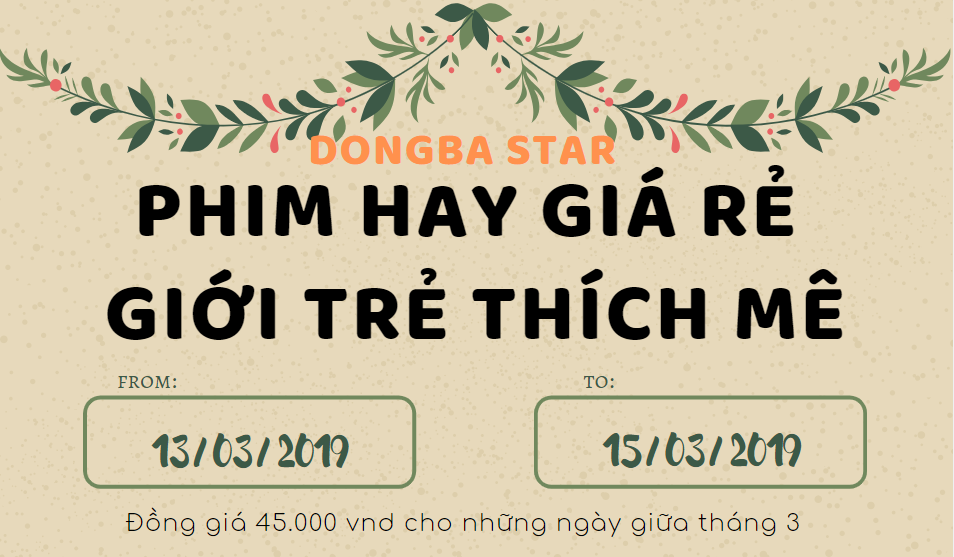 DONGBA STAR
PHIM HAY GIÁ RẺ
GIỚI TRẺ THÍCH MÊ
FROM: TO:
13/03/2019 15/03/2019
Đồng giá 45.000 vnd cho những ngày giữa tháng 3